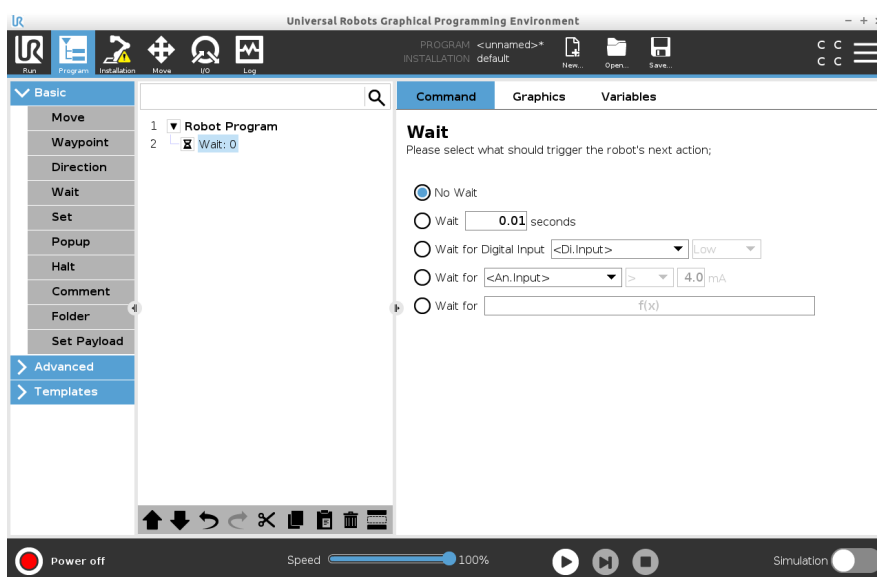 UR Universal Robots Graphical Programming Environment
UR
Run Program Installation Move I/O Log
PROGRAM <unnamed>*
INSTALLATION default
New... Open... Save...
C C
C C
Basic
Move
Waypoint
Direction
Wait
Set
Popup
Halt
Comment
Folder
Set Payload
Advanced
Templates
1 Robot Program
2 Wait: 0
Command Graphics Variables
Wait
Please select what should trigger the robot's next action;
No Wait
Wait 0.01 seconds
Wait for Digital Input <Di.Input> Low
Wait for <An.Input> > 4.0 mA
Wait for f(x)
Power off Speed 100% Simulation